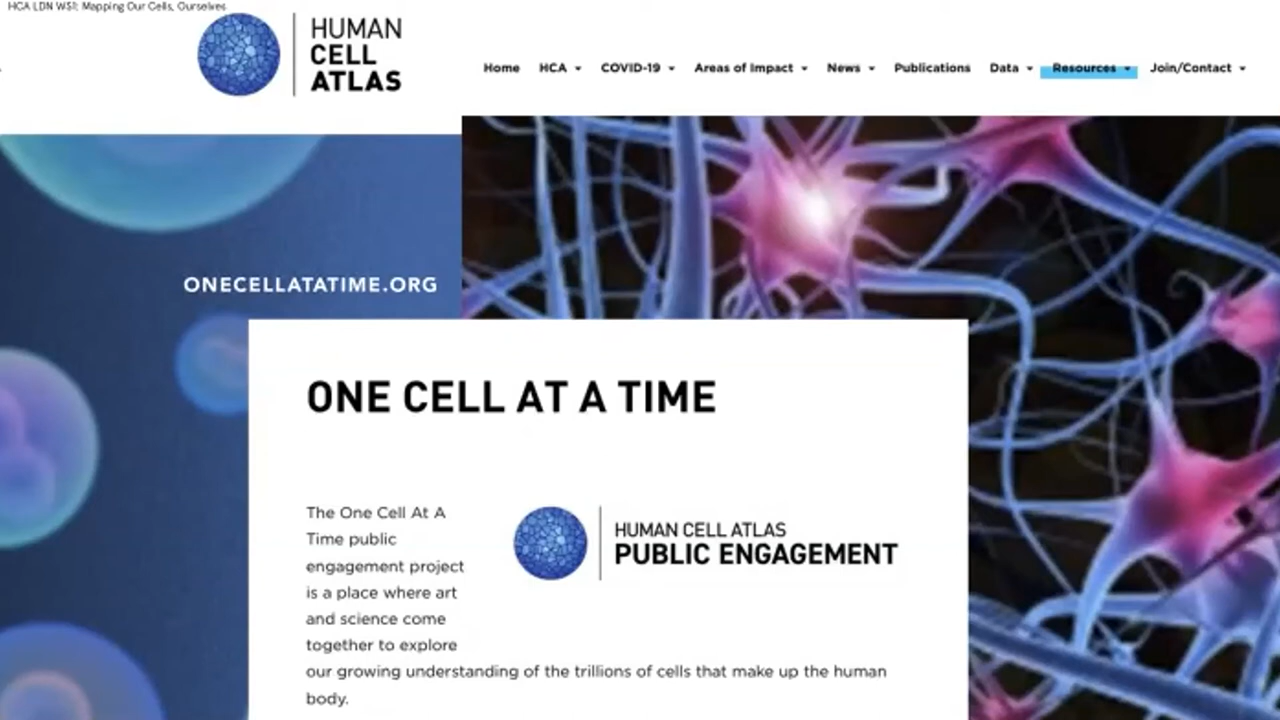 HCA LDN WS1: Mapping Our Cells, Ourselves
HUMAN
CELL
ATLAS
Home HCA COVID-19 Areas of Impact News Publications Data Resources Join/Contact
ONECELLATATIME.ORG
ONE CELL AT A TIME
The One Cell At A
Time public
engagement project
is a place where art
and science come
together to explore
our growing understanding of the trillions of cells that make up the human
body.
HUMAN CELL ATLAS
PUBLIC ENGAGEMENT